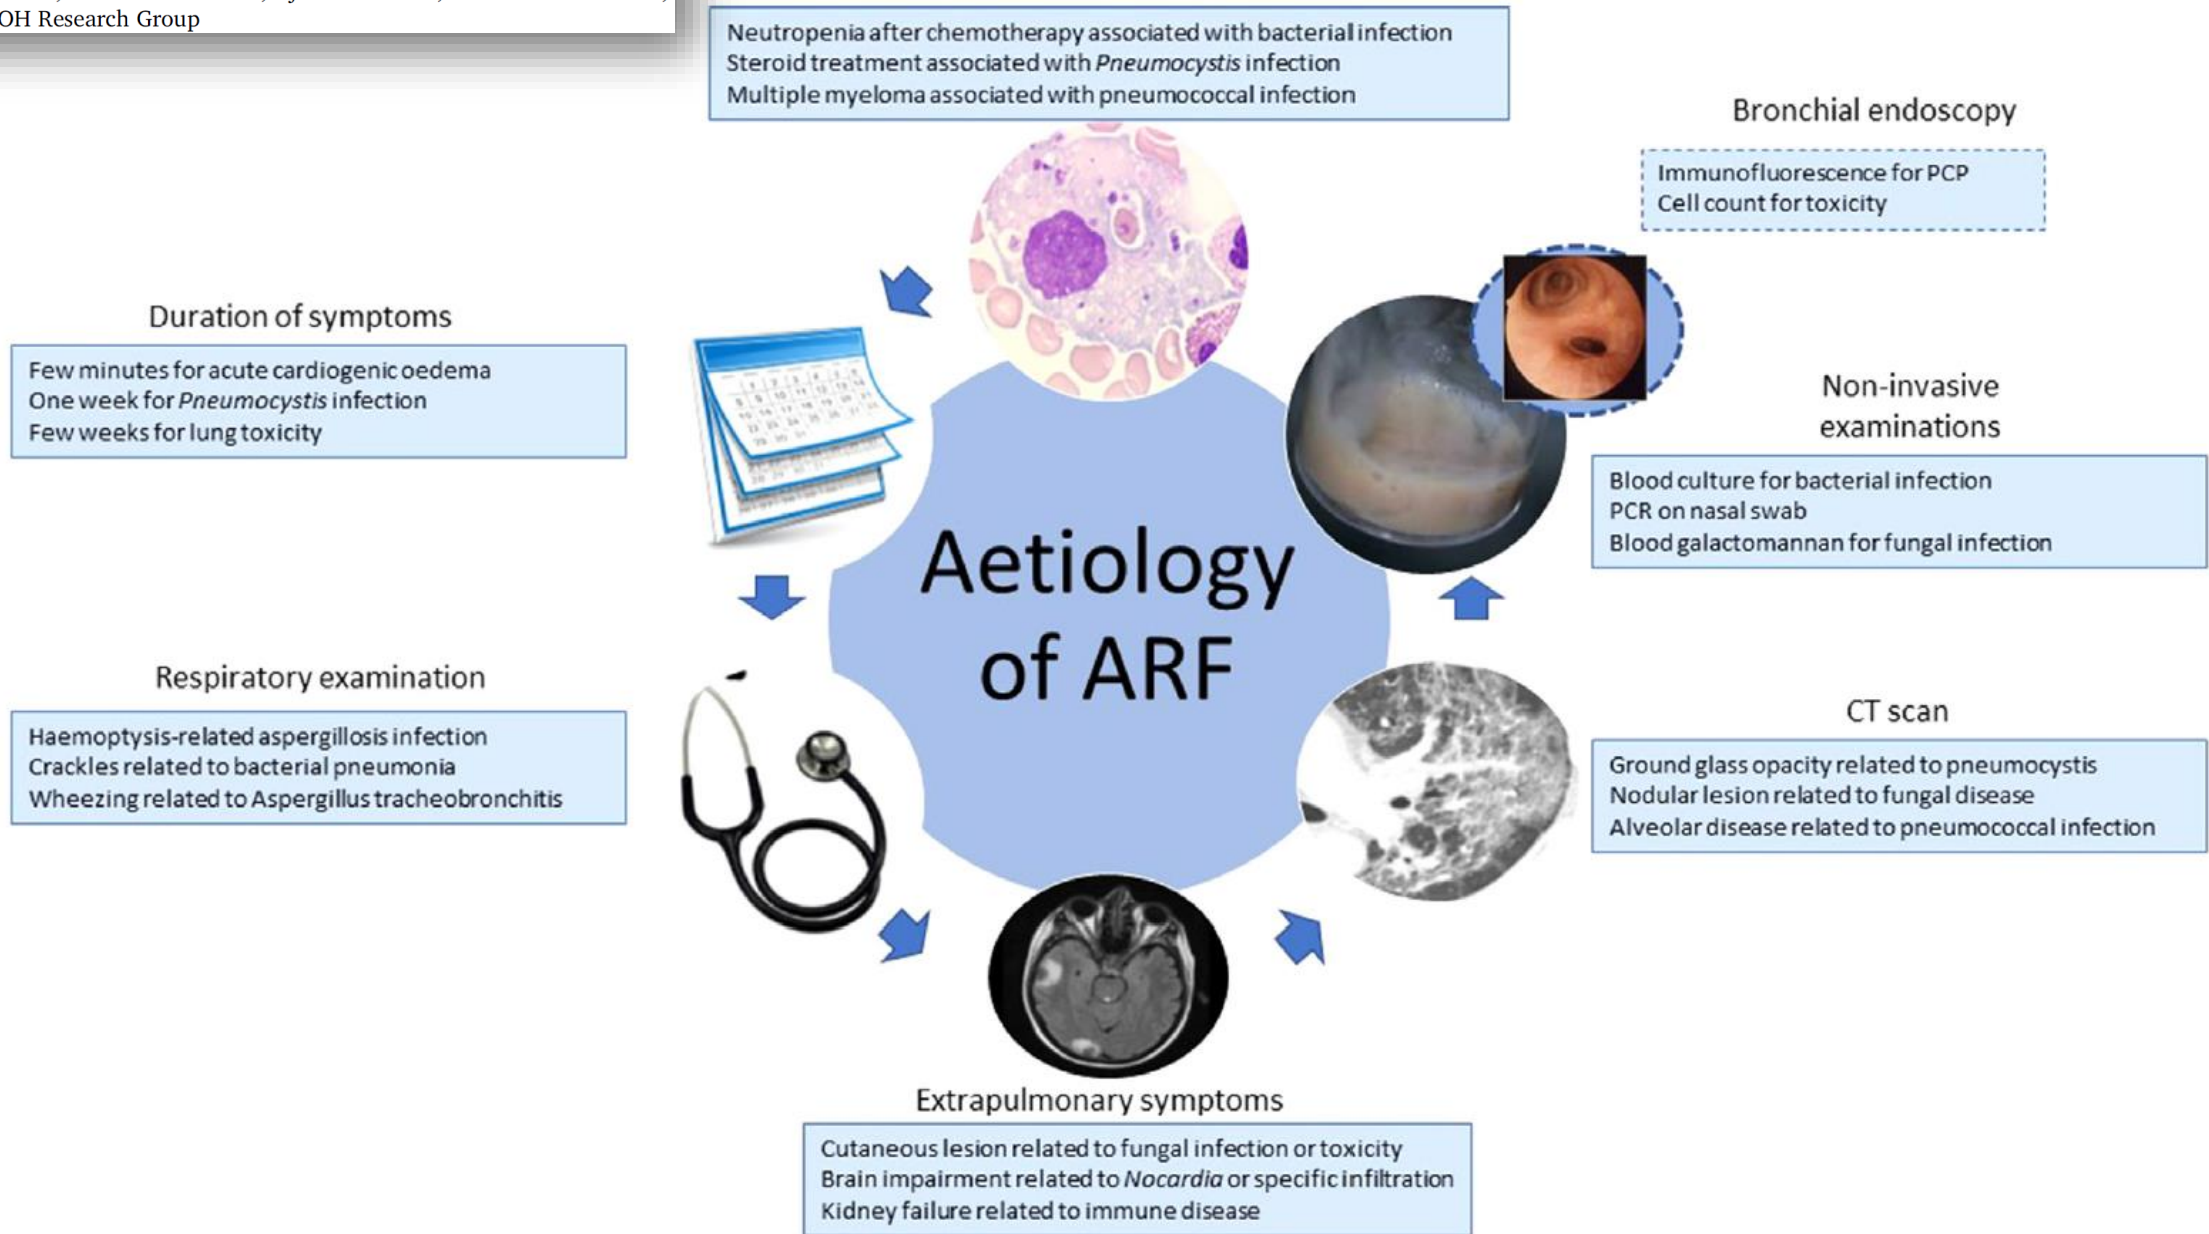 OH Research Group
Neutropenia after chemotherapy associated with bacterial infection
Steroid treatment associated with Pneumocystis infection
Multiple myeloma associated with pneumococcal infection
Bronchial endoscopy
Immunofluorescence for PCP
Cell count for toxicity
Duration of symptoms
Few minutes for acute cardiogenic oedema
One week for Pneumocystis infection
Few weeks for lung toxicity
Non-invasive
examinations
Blood culture for bacterial infection
PCR on nasal swab
Blood galactomannan for fungal infection
Aetiology
of ARF
Respiratory examination
Haemoptysis-related aspergillosis infection
Crackles related to bacterial pneumonia
Wheezing related to Aspergillus tracheobronchitis
CT scan
Ground glass opacity related to pneumocystis
Nodular lesion related to fungal disease
Alveolar disease related to pneumococcal infection
Extrapulmonary symptoms
Cutaneous lesion related to fungal infection or toxicity
Brain impairment related to Nocardia or specific infiltration
Kidney failure related to immune disease